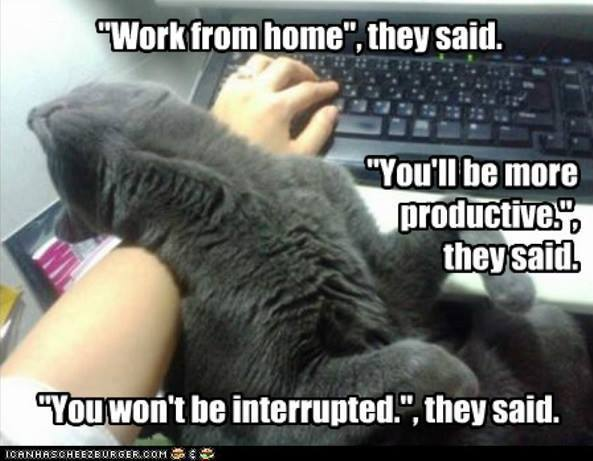 "Work from home", they said.
"You'll be more
productive.",
they said.
"You won't be interrupted.", they said.
ICANHASCHEEZBURGER.COM